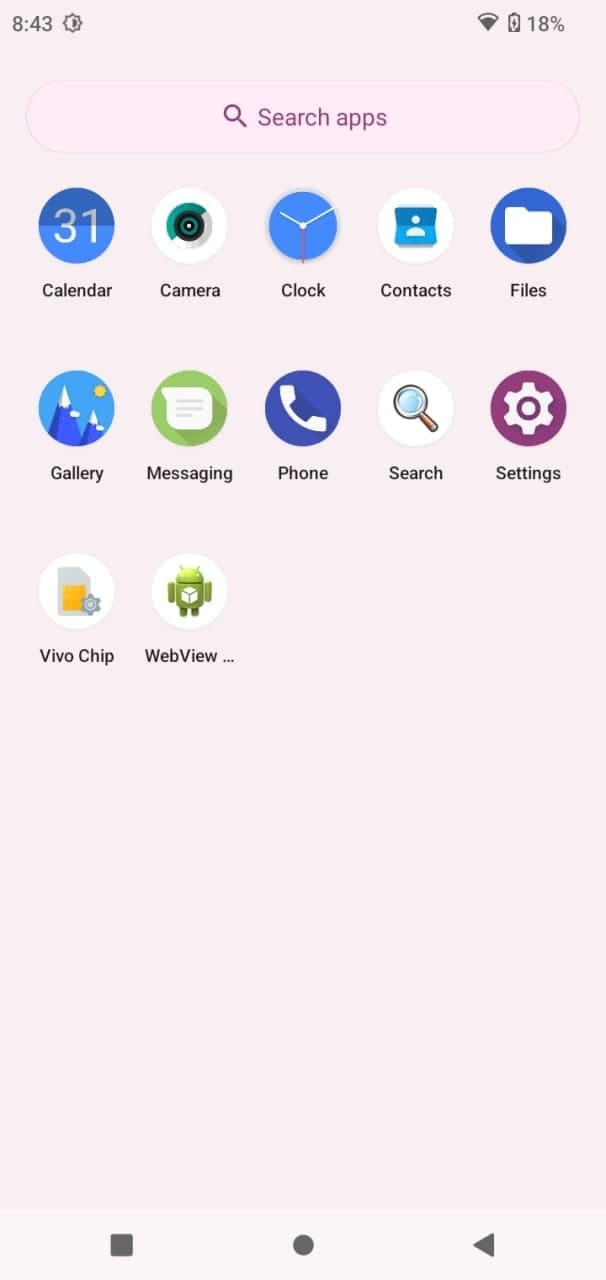 8:43 18%
Search apps
31
Calendar Camera Clock Contacts Files
Gallery Messaging Phone Search Settings
Vivo Chip WebView ...